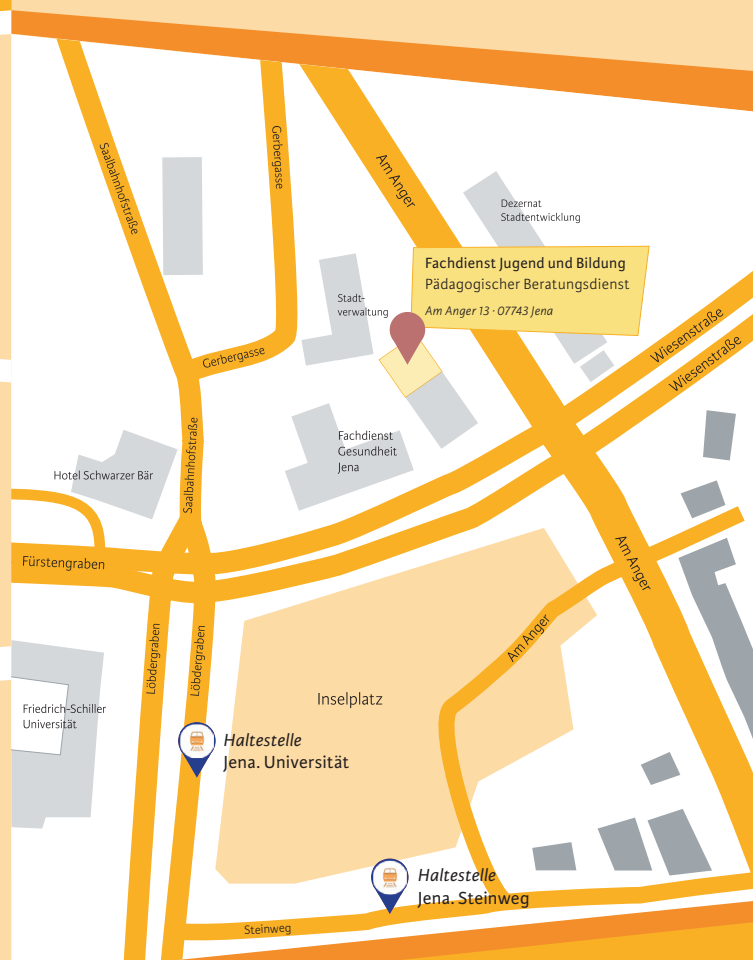 Saalbahnhofstraße
Gerbergasse
Am Anger
Dezernat
Stadtentwicklung
Fachdienst Jugend und Bildung
Pädagogischer Beratungsdienst
Am Anger 13 · 07743 Jena
Stadt-
verwaltung
Wiesenstraße
Wiesenstraße
Gerbergasse
Saalbahnhofstraße
Fachdienst
Gesundheit
Jena
Hotel Schwarzer Bär
Fürstengraben
Am Anger
Löbdergraben
Löbdergraben
Am Anger
Inselplatz
Friedrich-Schiller
Universität
Haltestelle
Jena. Universität
Haltestelle
Jena. Steinweg
Steinweg